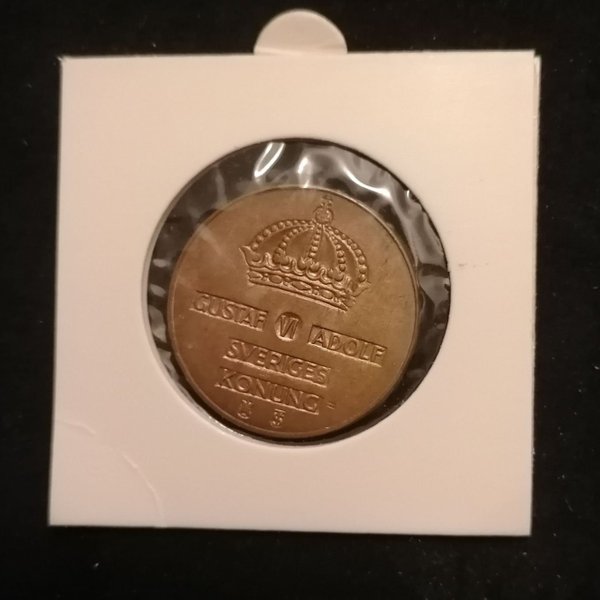 GUSTAF VI ADOLF
SVERIGES
KONUNG
U